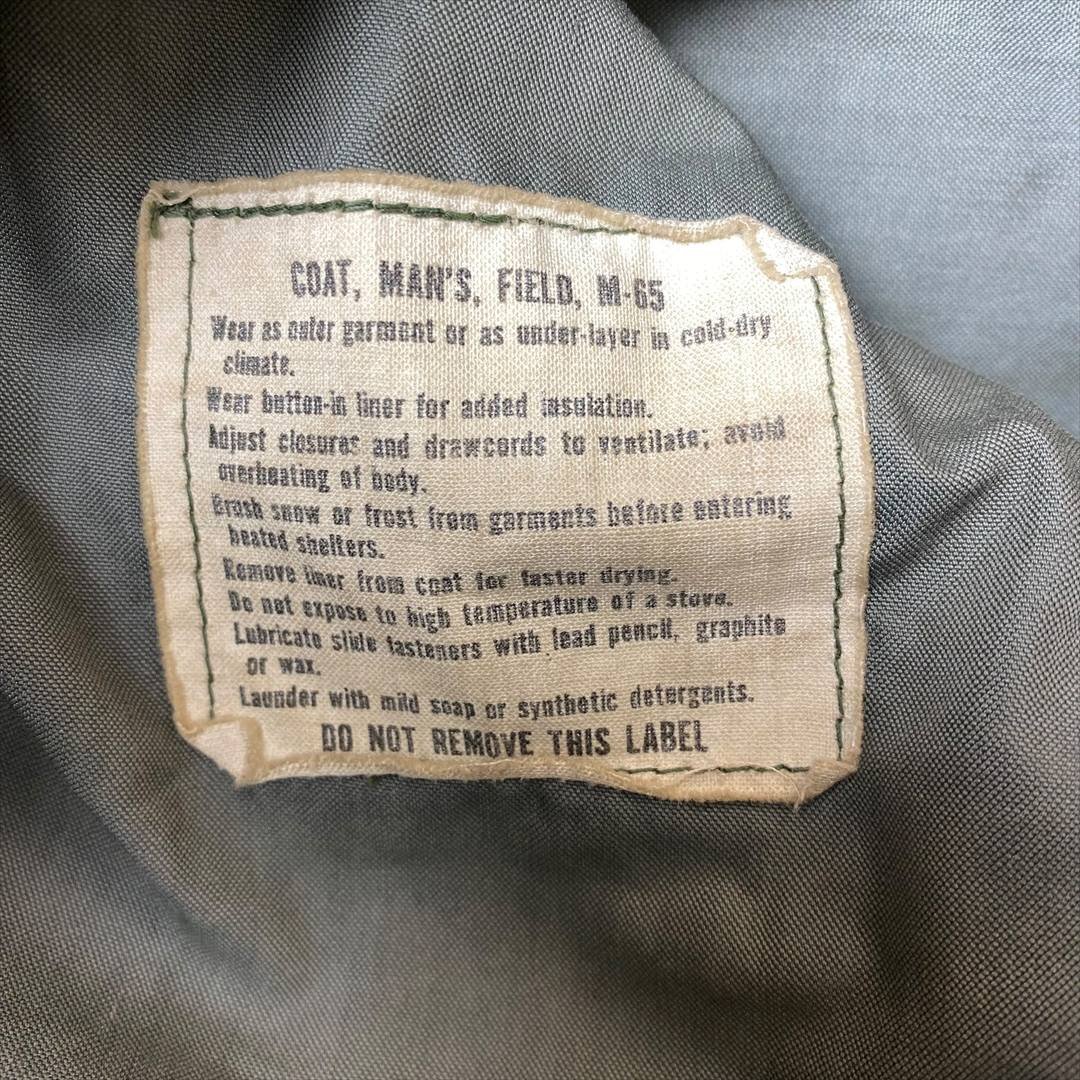 COAT, MAN'S, FIELD, M-65
Wear as outer garment or as under-layer in cold-dry
climate.
Wear button-in liner for added insulation.
Adjust closures and drawcords to ventilate; avoid
overheating of body.
Brush snow or frost from garments before entering
heated shelters.
Remove liner from coat for faster drying.
Do not expose to high temperature of a stove.
Lubricate slide fasteners with lead pencil, graphite
or wax.
Launder with mild soap or synthetic detergents.
DO NOT REMOVE THIS LABEL